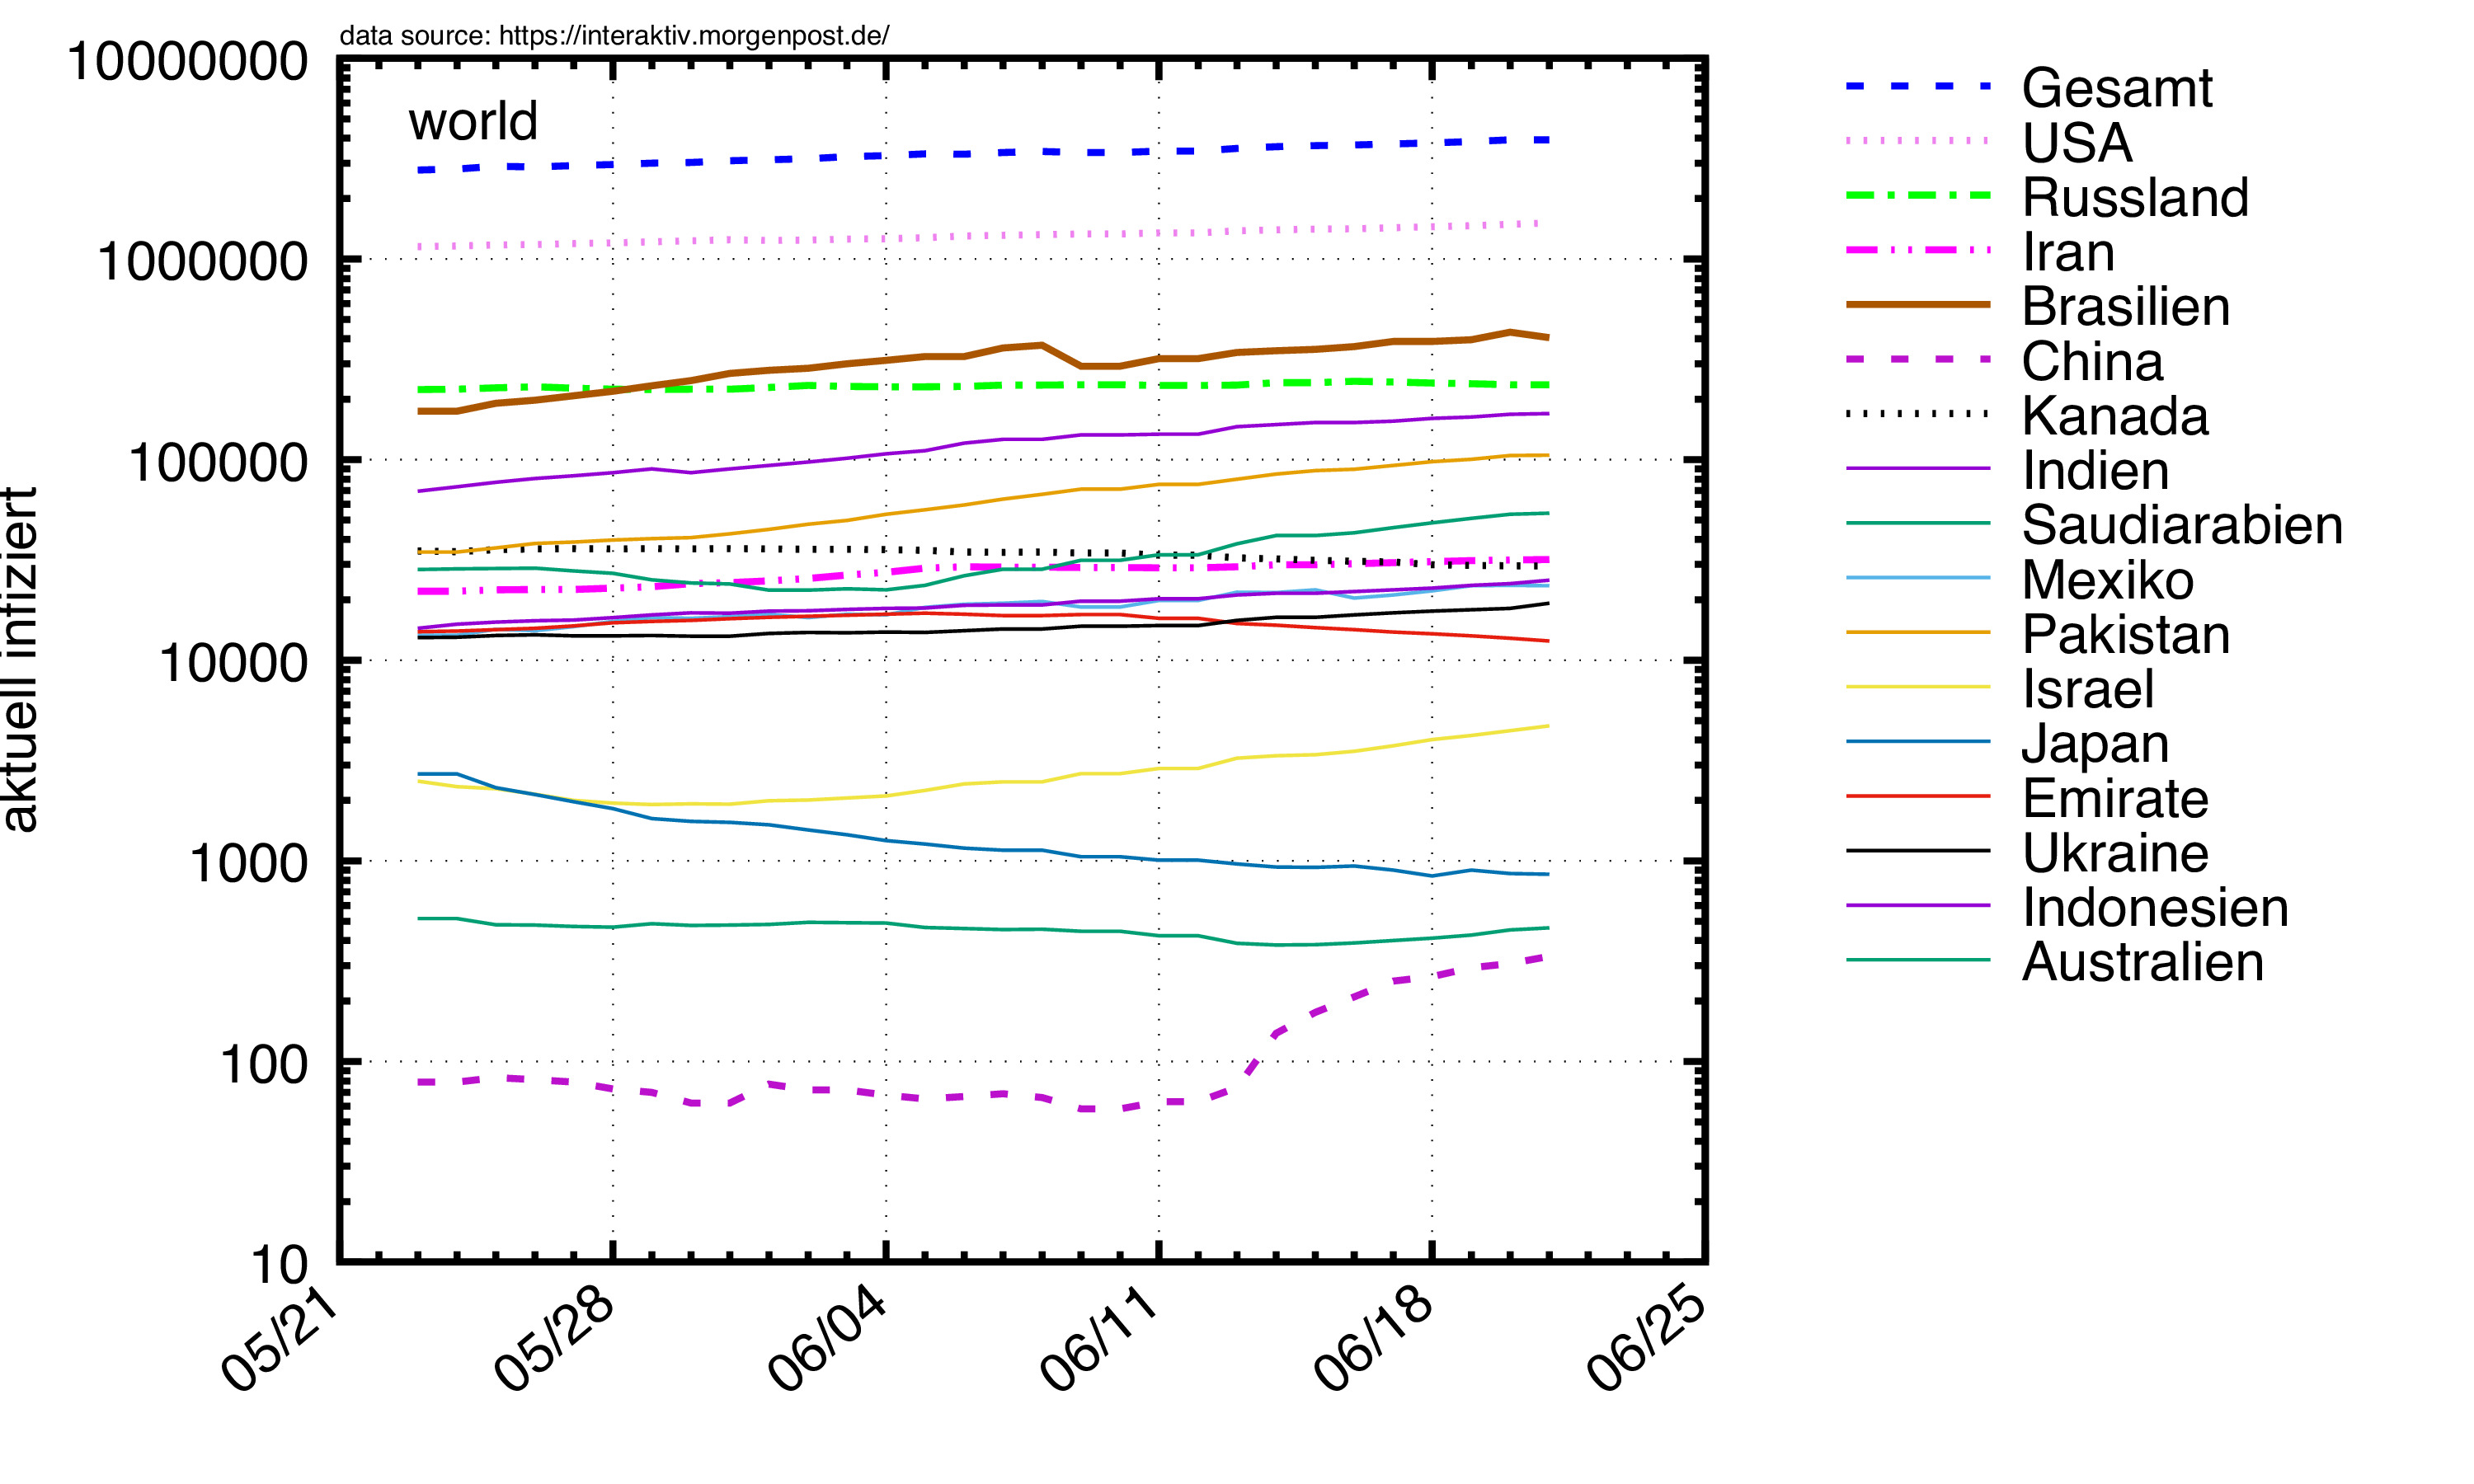 data source: https://interaktiv.morgenpost.de/
world
aktuell infiziert
10000000
1000000
100000
10000
1000
100
10
05/21
05/28
06/04
06/11
06/18
06/25
Gesamt
USA
Russland
Iran
Brasilien
China
Kanada
Indien
Saudiarabien
Mexiko
Pakistan
Israel
Japan
Emirate
Ukraine
Indonesien
Australien